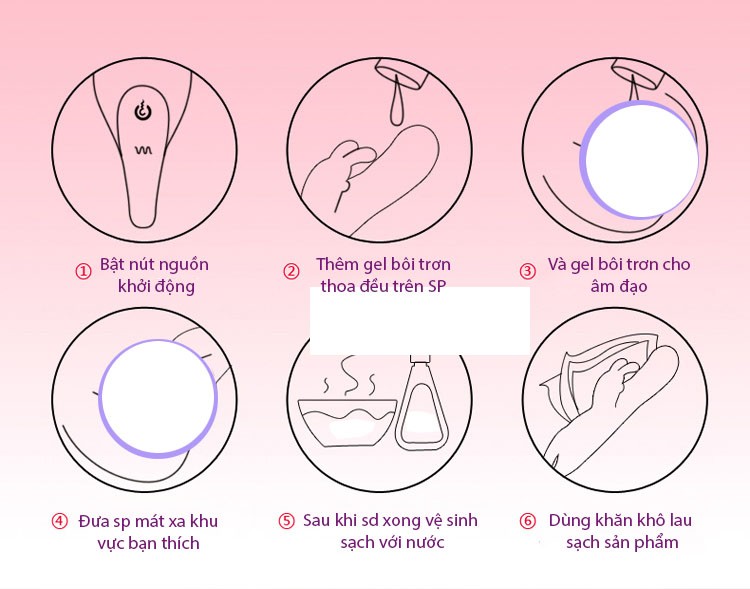 ① Bật nút nguồn
khởi động
② Thêm gel bôi trơn
thoa đều trên SP
③ Và gel bôi trơn cho
âm đạo
④ Đưa sp mát xa khu
vực bạn thích
⑤ Sau khi sd xong vệ sinh
sạch với nước
⑥ Dùng khăn khô lau
sạch sản phẩm